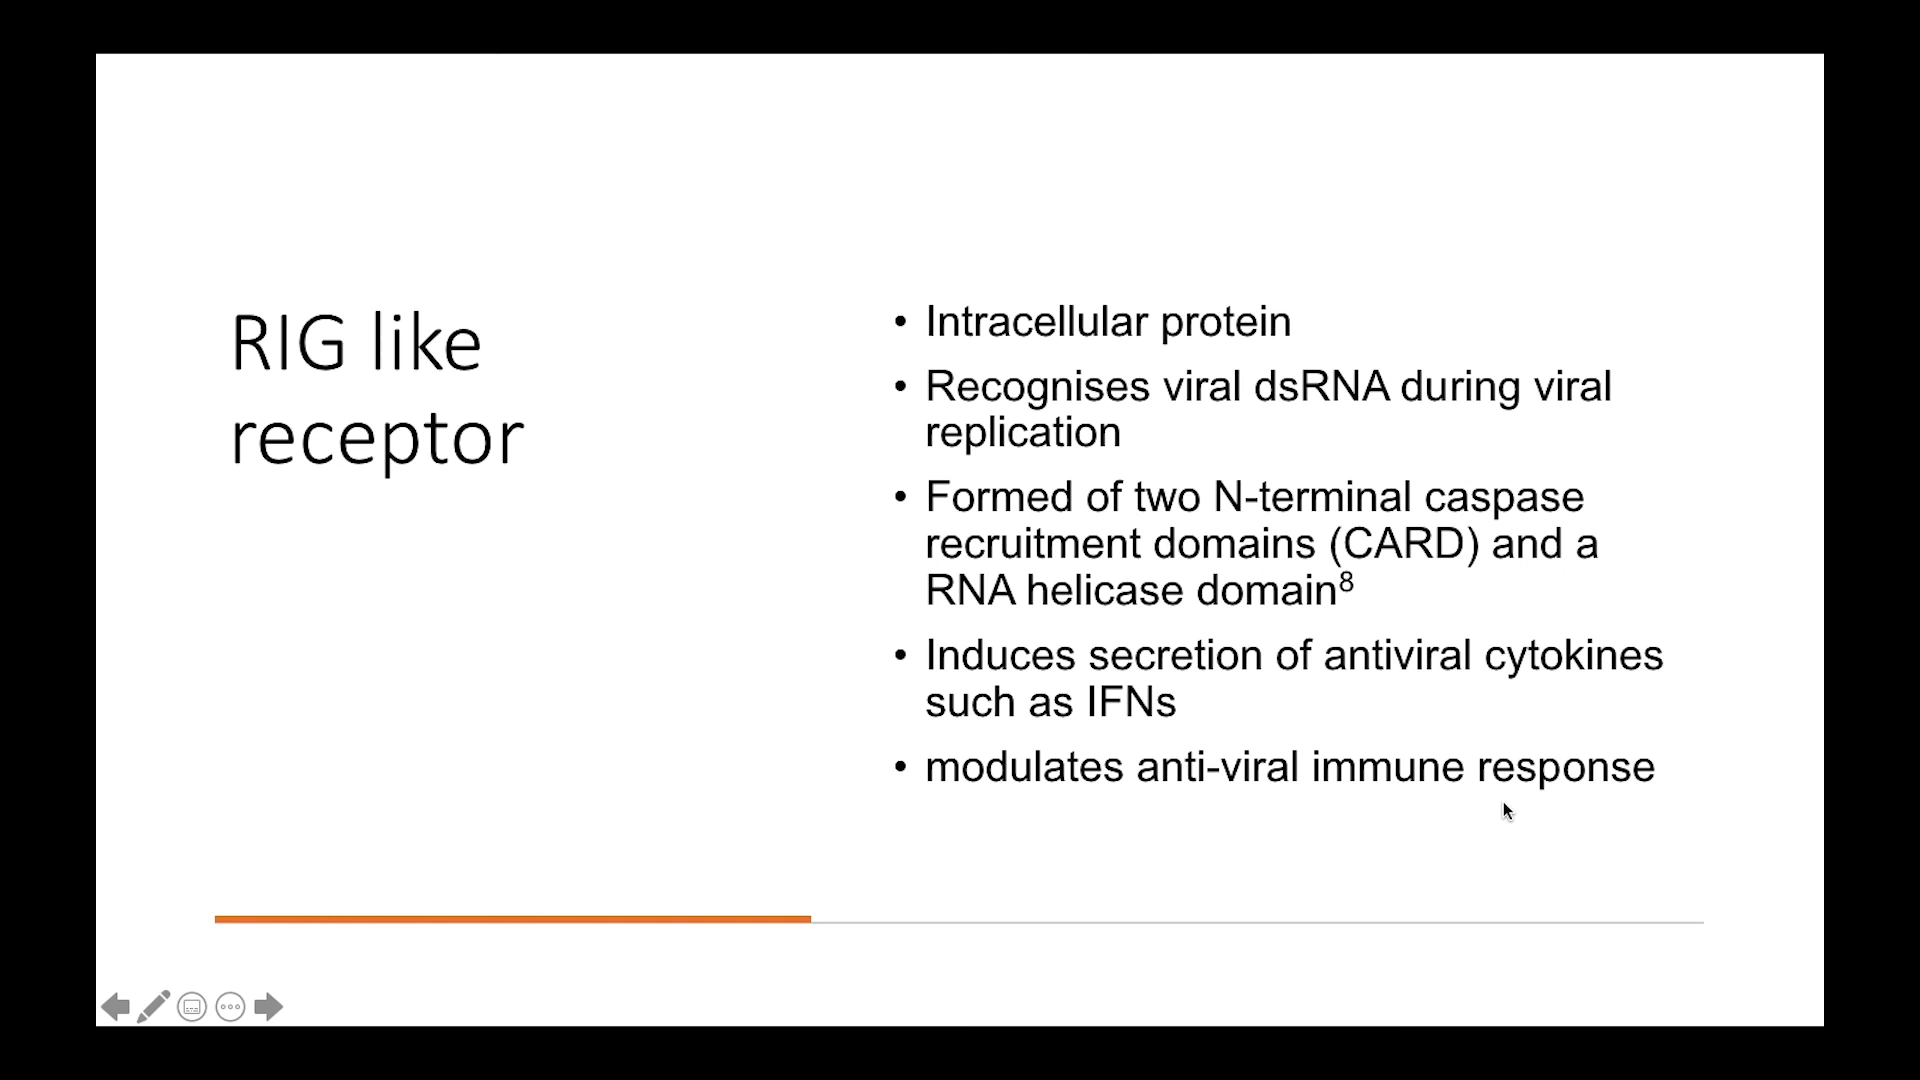 RIG like
receptor
• Intracellular protein
• Recognises viral dsRNA during viral
replication
• Formed of two N-terminal caspase
recruitment domains (CARD) and a
RNA helicase domain⁸
• Induces secretion of antiviral cytokines
such as IFNs
• modulates anti-viral immune response